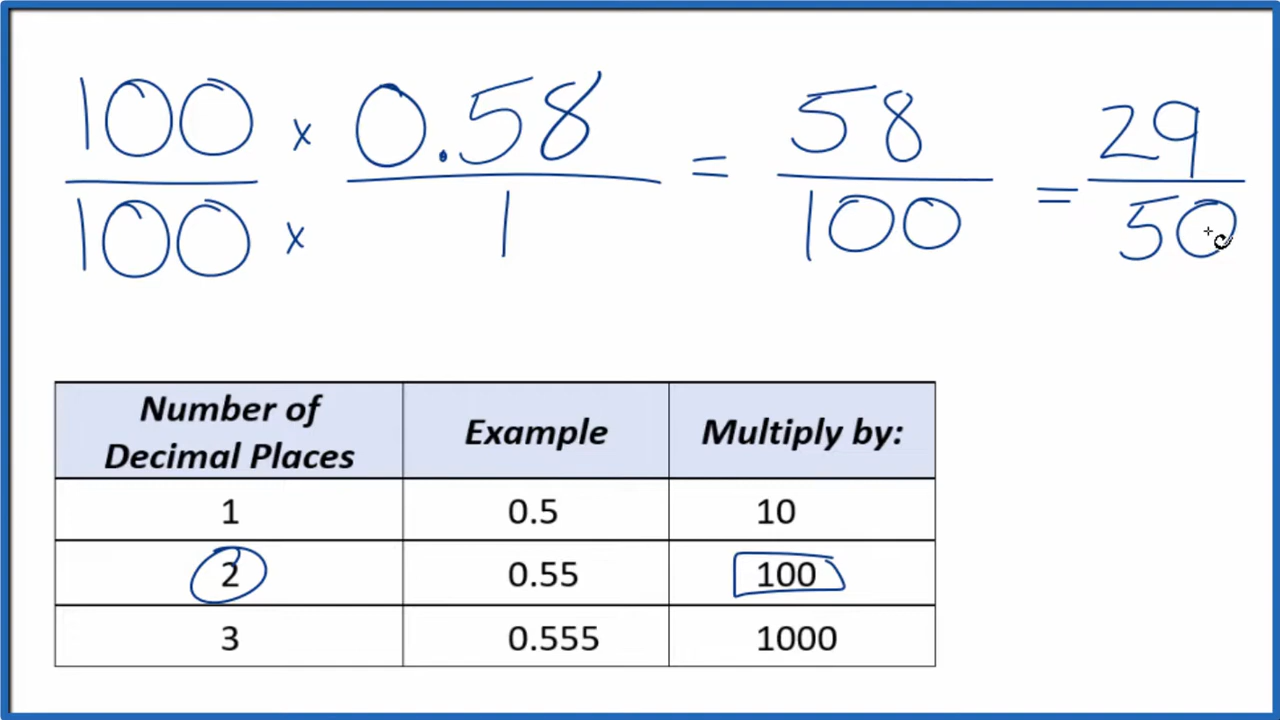 100 × 0.58 = 58 = 29
100 × 1 100 50
Number of Decimal Places Example Multiply by:
1 0.5 10
2 0.55 100
3 0.555 1000